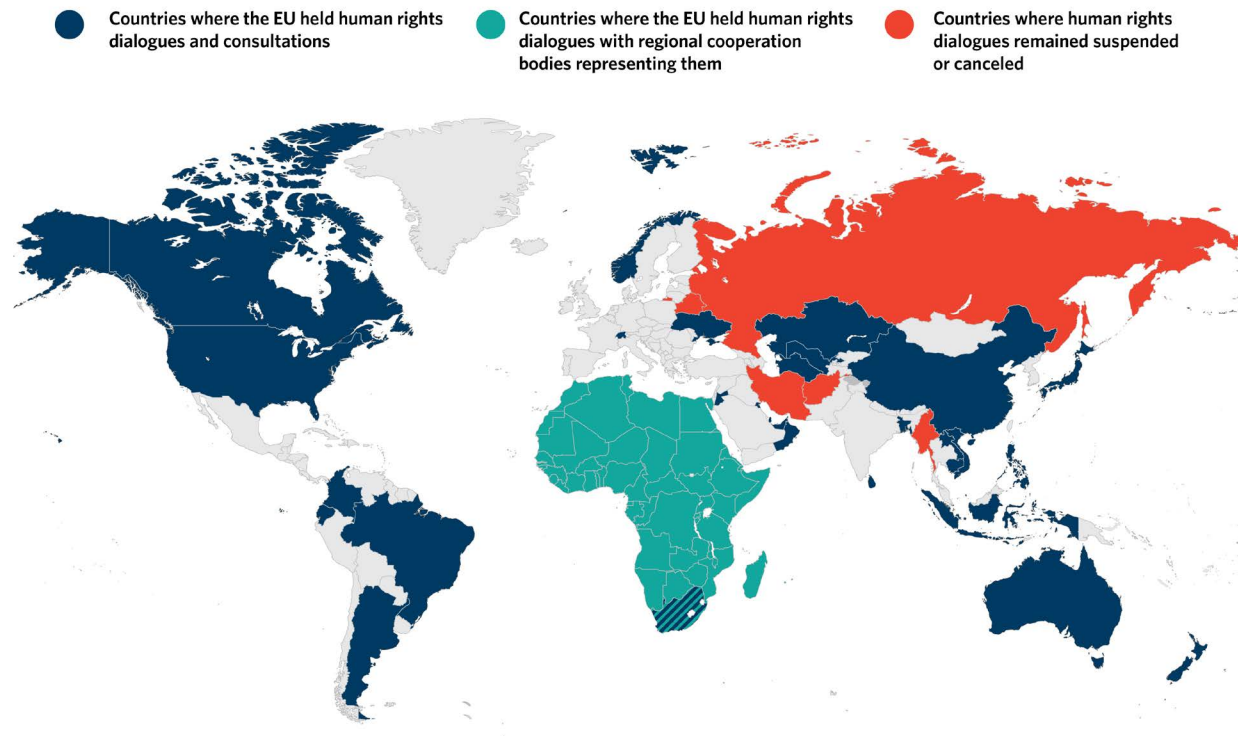 Countries where the EU held human rights
dialogues and consultations
Countries where the EU held human rights
dialogues with regional cooperation
bodies representing them
Countries where human rights
dialogues remained suspended
or canceled